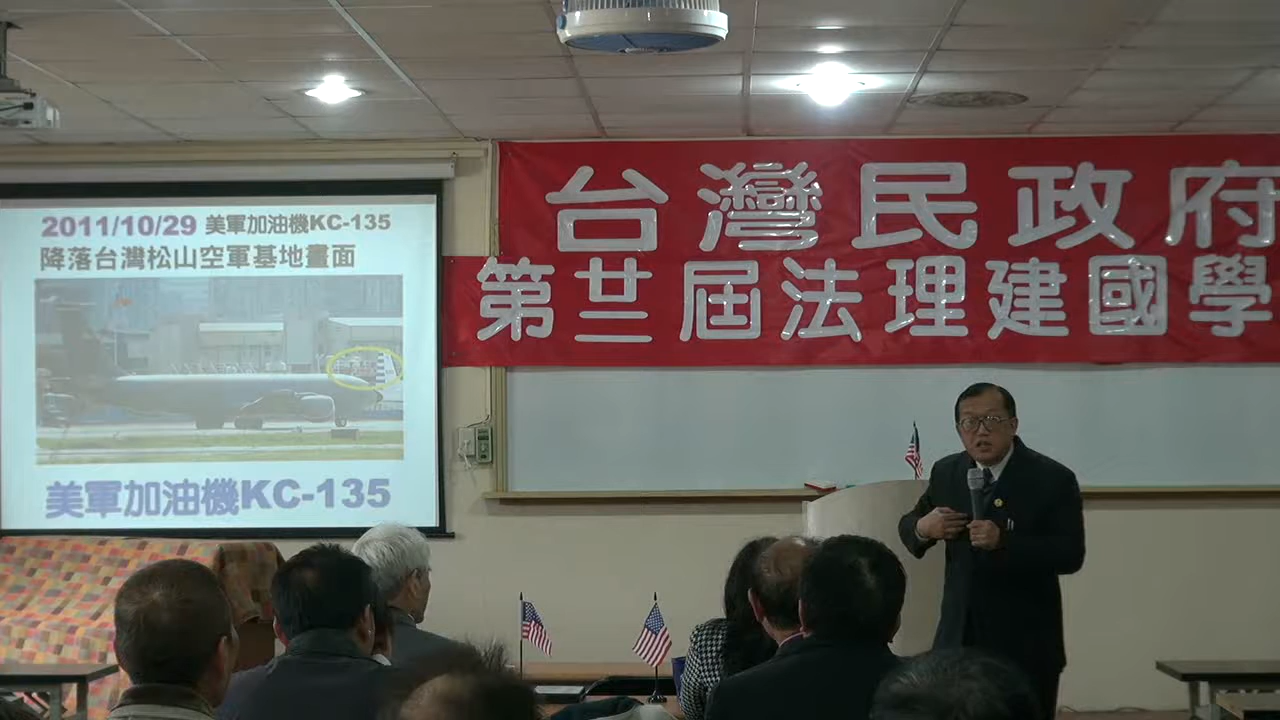 2011/10/29 美軍加油機KC-135
降落台灣松山空軍基地畫面
美軍加油機KC-135
台灣民政府
第廿二屆法理建國學